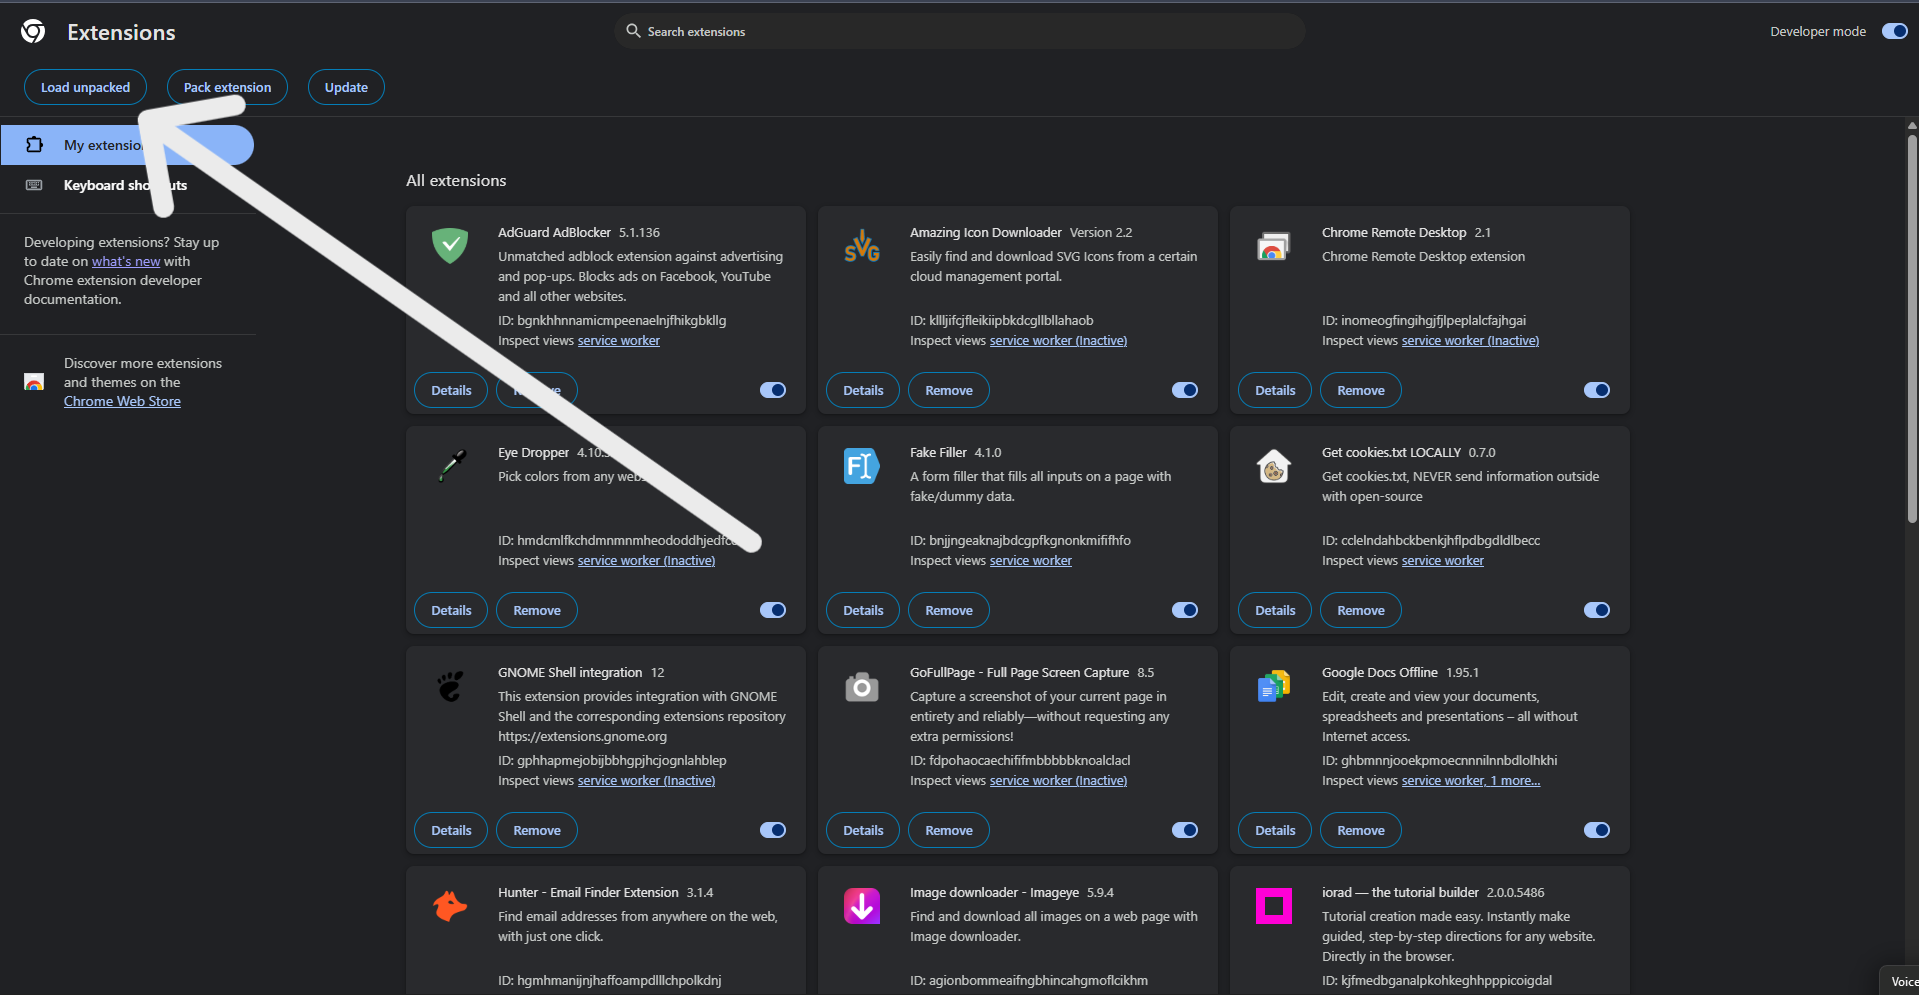 Extensions
Search extensions
Developer mode
Load unpacked
Pack extension
Update
My
Keyboard
Developing extensions? Stay up
to date on what's new with
Chrome extension developer
documentation.
Discover more extensions
and themes on the
Chrome Web Store
All extensions
AdGuard AdBlocker 5.1.136
Unmatched adblock extension against advertising
and pop-ups. Blocks ads on Facebook, YouTube
and all other websites.
ID: bgnkhhnnamicmpeenaelnjfhikgbkllg
Inspect views service worker
Details
Amazing Icon Downloader Version 2.2
Easily find and download SVG Icons from a certain
cloud management portal.
ID: kllljifcjfleikiipbkdcgllbllahaob
Inspect views service worker (Inactive)
Details
Remove
Chrome Remote Desktop 2.1
Chrome Remote Desktop extension
ID: inomeogfingihgjfjlpeplalcfajhgai
Inspect views service worker (Inactive)
Details
Remove
Eye Dropper
Pick colors from any
ID:
Inspect views service worker (Inactive)
Details
Remove
Fake Filler 4.1.0
A form filler that fills all inputs on a page with
fake/dummy data.
ID: bnjjngeaknajbdcgpfkgnonkmififhfo
Inspect views service worker
Details
Remove
Get cookies.txt LOCALLY 0.7.0
Get cookies.txt, NEVER send information outside
with open-source
ID: cclelndahbckbenkjhflpdbgdldlbecc
Inspect views service worker
Details
Remove
GNOME Shell integration 12
This extension provides integration with GNOME
Shell and the corresponding extensions repository
https://extensions.gnome.org
ID: gphhapmejobijbbhgpjhcjognlahblep
Inspect views service worker (Inactive)
Details
Remove
GoFullPage - Full Page Screen Capture 8.5
Capture a screenshot of your current page in
entirety and reliably—without requesting any
extra permissions!
ID: fdpohaocaechififmbbbbbknoalclacl
Inspect views service worker (Inactive)
Details
Remove
Google Docs Offline 1.95.1
Edit, create and view your documents,
spreadsheets and presentations – all without
Internet access.
ID: ghbmnnjooekpmoecnnnilnnbdlolhkhi
Inspect views service worker, 1 more...
Details
Remove
Hunter - Email Finder Extension 3.1.4
Find email addresses from anywhere on the web,
with just one click.
ID: hgmhmanijnjhaffoampdlllchpolkdnj
Image downloader - Imageye 5.9.4
Find and download all images on a web page with
Image downloader.
ID: agionbommeaifngbhincahgmoflcikhm
iorad — the tutorial builder 2.0.0.5486
Tutorial creation made easy. Instantly make
guided, step-by-step directions for any website.
Directly in the browser.
ID: kjfmedbganalpkohkeghhpppicoigdal
Voice